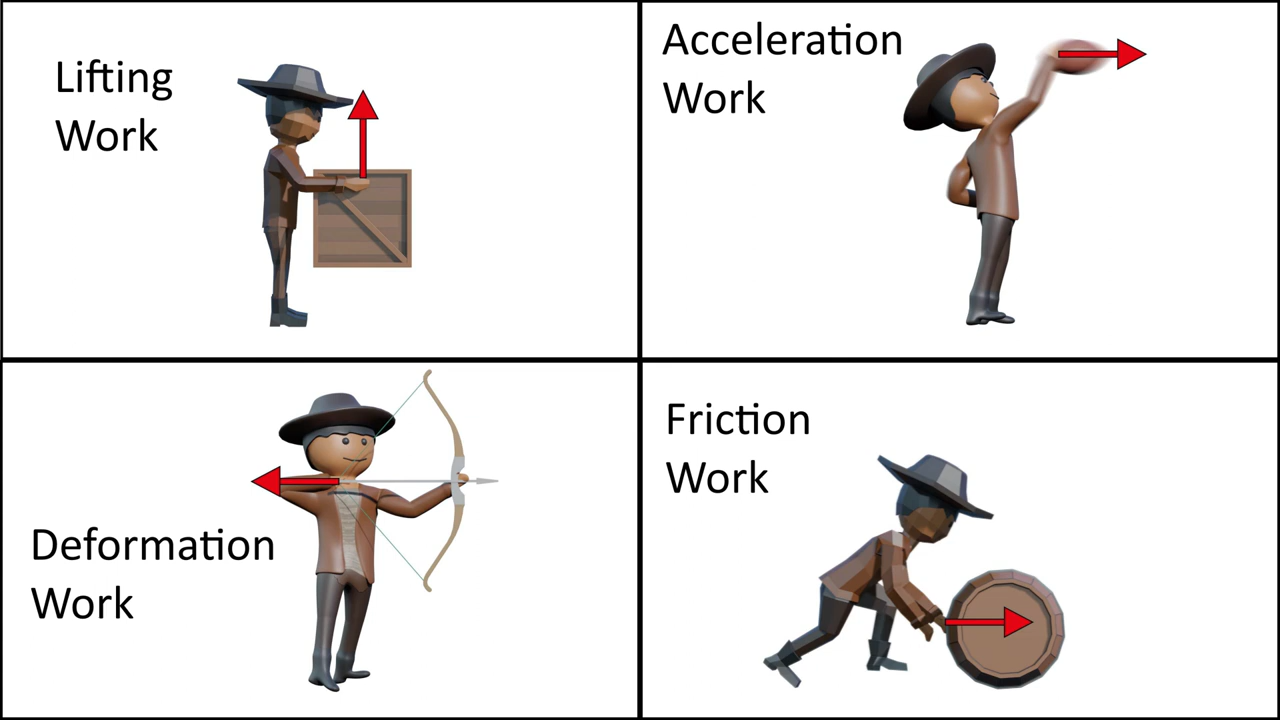 Lifting
Work
Acceleration
Work
Deformation
Work
Friction
Work